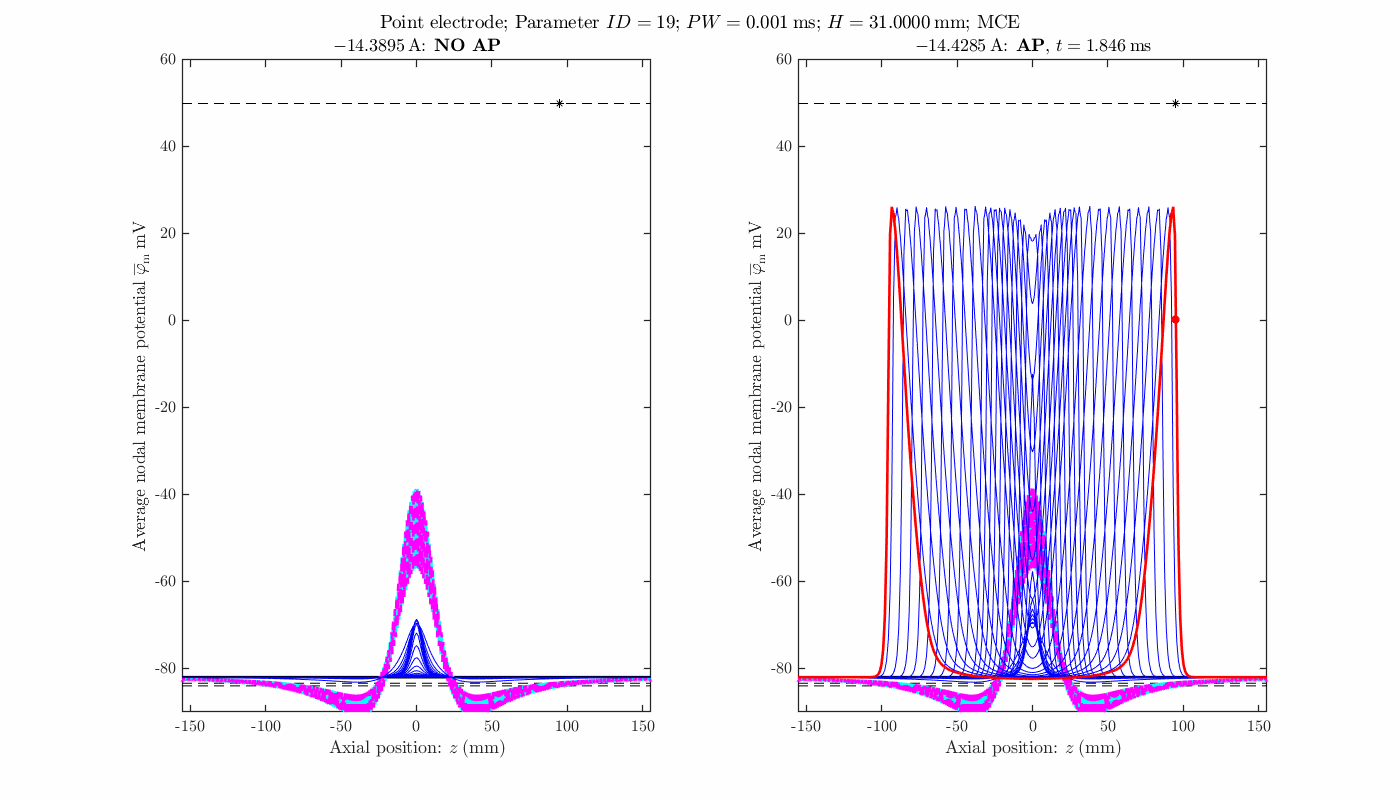 Point electrode; Parameter ID = 19; PW = 0.001 ms; H = 31.0000 mm; MCE
−14.3895 A: NO AP
60
40
20
0
-20
-40
-60
-80
-150 -100 -50 0 50 100 150
Axial position: z (mm)
Average nodal membrane potential φ̅m mV
−14.4285 A: AP, t = 1.846 ms
60
40
20
0
-20
-40
-60
-80
-150 -100 -50 0 50 100 150
Axial position: z (mm)
Average nodal membrane potential φ̅m mV